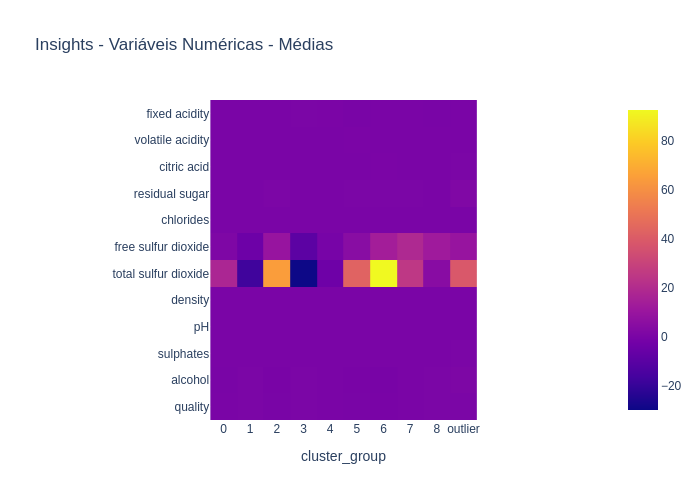 Insights - Variáveis Numéricas - Médias
fixed acidity
volatile acidity
citric acid
residual sugar
chlorides
free sulfur dioxide
total sulfur dioxide
density
pH
sulphates
alcohol
quality
0 1 2 3 4 5 6 7 8 outlier
cluster_group
80
60
40
20
0
−20